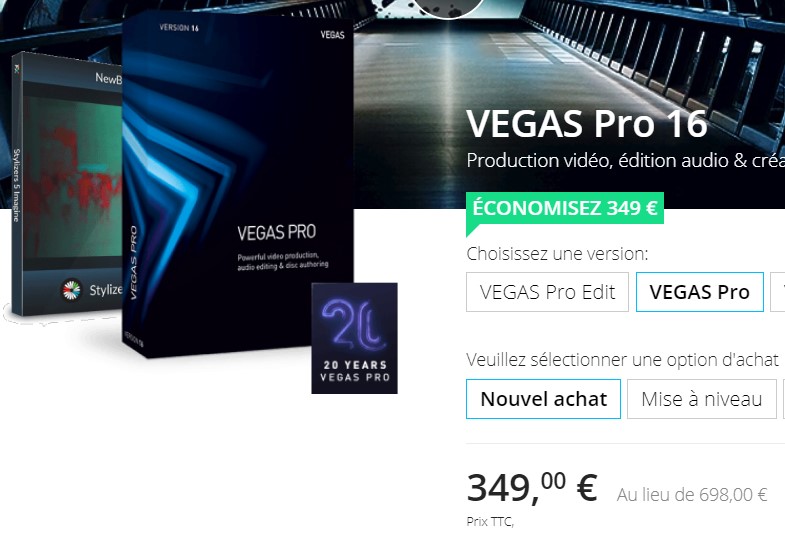 VERSION 16
VEGAS
NewB
Stylizers 5 Imagine
VEGAS PRO
Powerful video production,
audio editing & disc authoring
VEGAS PRO
Stylize
VERSION 16
20
20 YEARS
VEGAS PRO
VEGAS Pro 16
Production vidéo, édition audio & créa
ÉCONOMISEZ 349 €
Choisissez une version:
VEGAS Pro Edit
VEGAS Pro
Veuillez sélectionner une option d'achat
Nouvel achat
Mise à niveau
349,00 €
Au lieu de 698,00 €
Prix TTC,